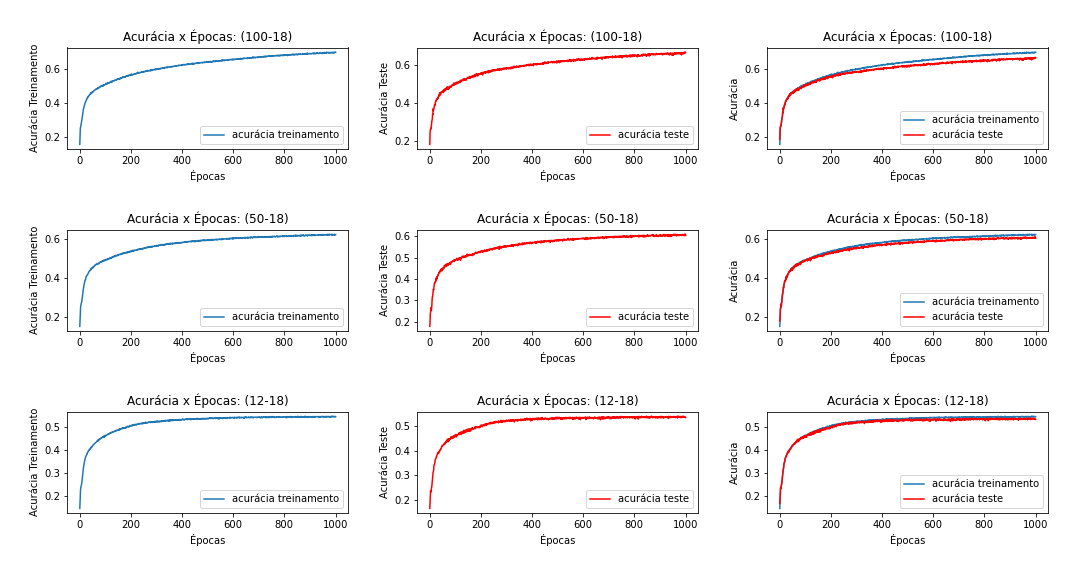 Acurácia x Épocas: (100-18)
Acurácia Treinamento
0.6
0.4
0.2
acurácia treinamento
0 200 400 600 800 1000
Épocas
Acurácia x Épocas: (100-18)
Acurácia Teste
0.6
0.4
0.2
acurácia teste
0 200 400 600 800 1000
Épocas
Acurácia x Épocas: (100-18)
Acurácia
0.6
0.4
0.2
acurácia treinamento
acurácia teste
0 200 400 600 800 1000
Épocas
Acurácia x Épocas: (50-18)
Acurácia Treinamento
0.6
0.4
0.2
acurácia treinamento
0 200 400 600 800 1000
Épocas
Acurácia x Épocas: (50-18)
Acurácia Teste
0.6
0.5
0.4
0.3
0.2
acurácia teste
0 200 400 600 800 1000
Épocas
Acurácia x Épocas: (50-18)
Acurácia
0.6
0.4
0.2
acurácia treinamento
acurácia teste
0 200 400 600 800 1000
Épocas
Acurácia x Épocas: (12-18)
Acurácia Treinamento
0.5
0.4
0.3
0.2
acurácia treinamento
0 200 400 600 800 1000
Épocas
Acurácia x Épocas: (12-18)
Acurácia Teste
0.5
0.4
0.3
0.2
acurácia teste
0 200 400 600 800 1000
Épocas
Acurácia x Épocas: (12-18)
Acurácia
0.5
0.4
0.3
0.2
acurácia treinamento
acurácia teste
0 200 400 600 800 1000
Épocas